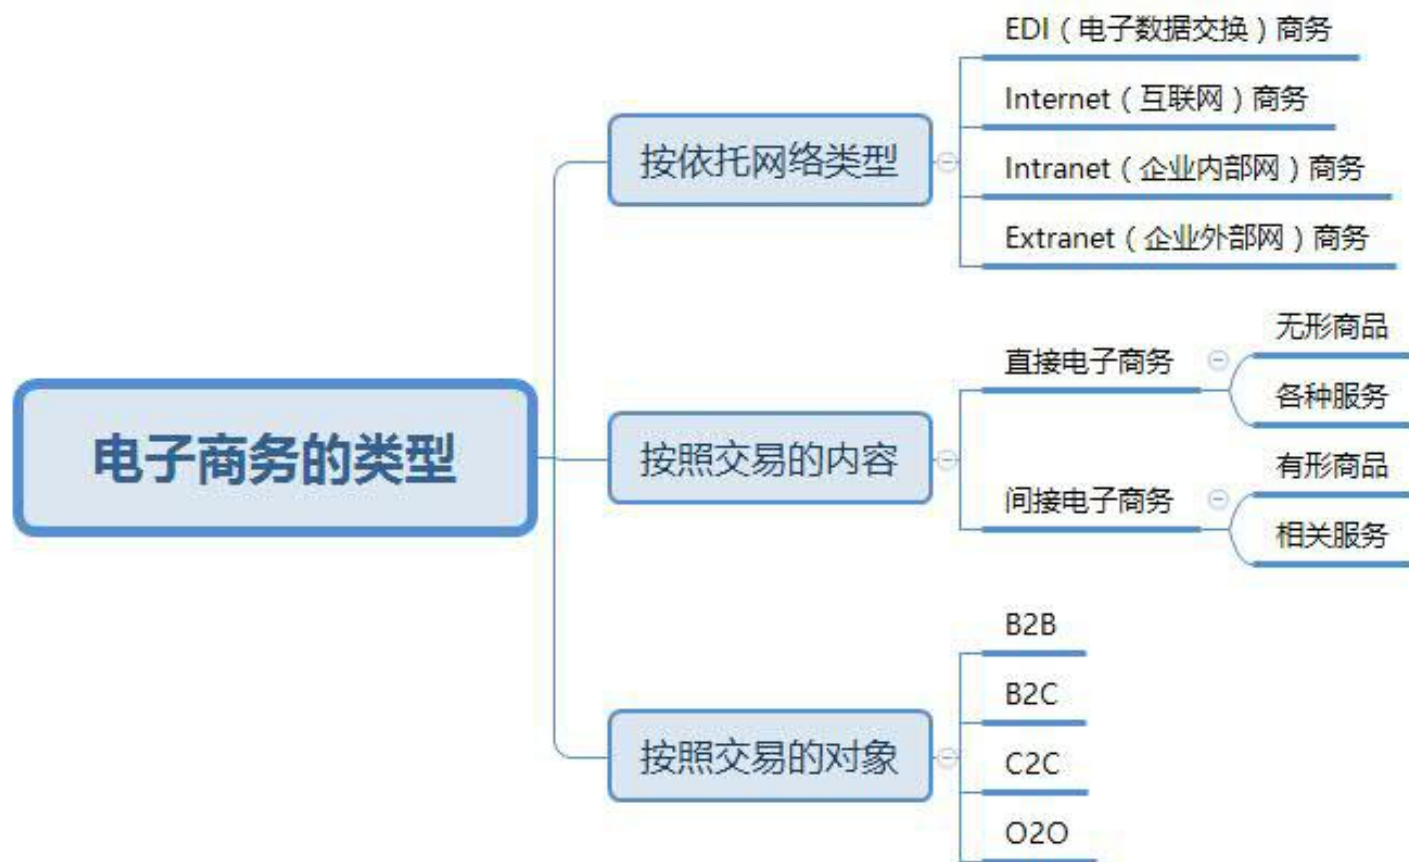 电子商务的类型
按依托网络类型
EDI（电子数据交换）商务
Internet（互联网）商务
Intranet（企业内部网）商务
Extranet（企业外部网）商务
按照交易的内容
直接电子商务
无形商品
各种服务
间接电子商务
有形商品
相关服务
按照交易的对象
B2B
B2C
C2C
O2O